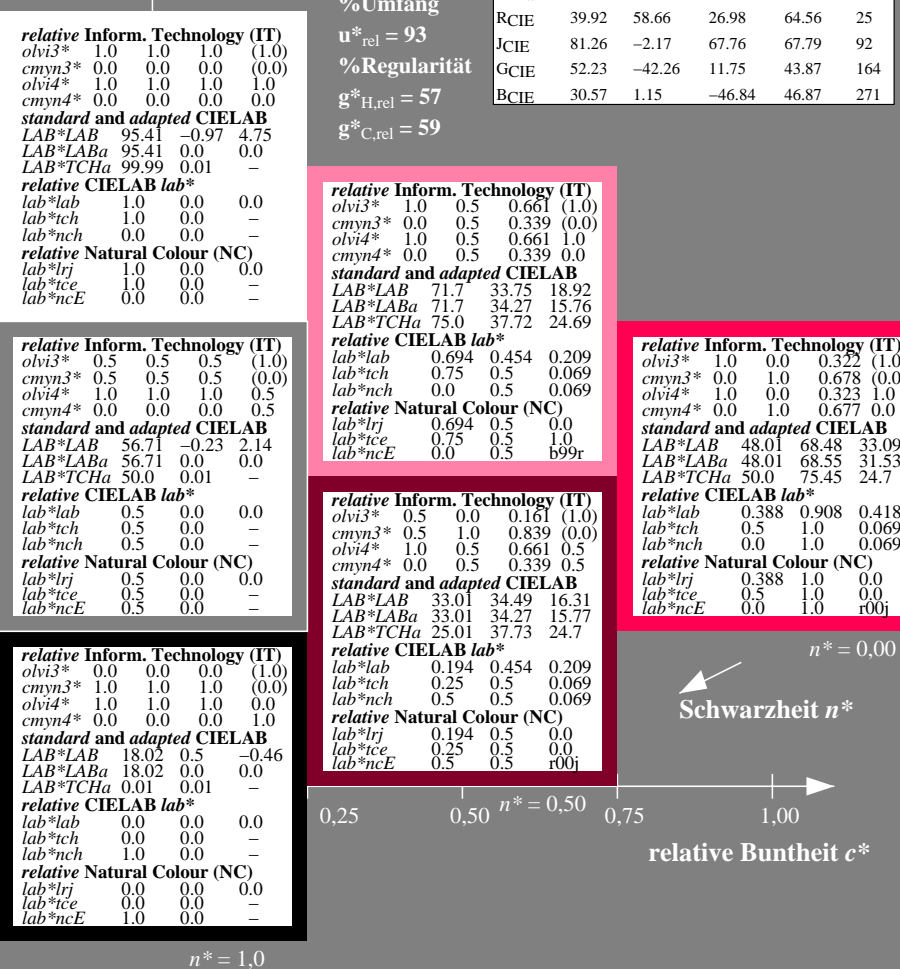 %Umfang
u*rel = 93
%Regularität
g*H,rel = 57
g*C,rel = 59
RCIE 39.92 58.66 26.98 64.56 25
JCIE 81.26 −2.17 67.76 67.79 92
GCIE 52.23 −42.26 11.75 43.87 164
BCIE 30.57 1.15 −46.84 46.87 271
relative Inform. Technology (IT)
olvi3* 1.0 1.0 1.0 (1.0)
cmyn3* 0.0 0.0 0.0 (0.0)
olvi4* 1.0 1.0 1.0 1.0
cmyn4* 0.0 0.0 0.0 0.0
standard and adapted CIELAB
LAB*LAB 95.41 −0.97 4.75
LAB*LABa 95.41 0.0 0.0
LAB*TCHa 99.99 0.01 –
relative CIELAB lab*
lab*lab 1.0 0.0 0.0
lab*tch 1.0 0.0 –
lab*nch 0.0 0.0 –
relative Natural Colour (NC)
lab*lrj 1.0 0.0 0.0
lab*tce 1.0 0.0 –
lab*ncE 0.0 0.0 –
relative Inform. Technology (IT)
olvi3* 1.0 0.5 0.661 (1.0)
cmyn3* 0.0 0.5 0.339 (0.0)
olvi4* 1.0 0.5 0.661 1.0
cmyn4* 0.0 0.5 0.339 0.0
standard and adapted CIELAB
LAB*LAB 71.7 33.75 18.92
LAB*LABa 71.7 34.27 15.76
LAB*TCHa 75.0 37.72 24.69
relative CIELAB lab*
lab*lab 0.694 0.454 0.209
lab*tch 0.75 0.5 0.069
lab*nch 0.0 0.5 0.069
relative Natural Colour (NC)
lab*lrj 0.694 0.5 0.0
lab*tce 0.75 0.5 1.0
lab*ncE 0.0 0.5 b99r
relative Inform. Technology (IT)
olvi3* 0.5 0.5 0.5 (1.0)
cmyn3* 0.5 0.5 0.5 (0.0)
olvi4* 1.0 1.0 1.0 0.5
cmyn4* 0.0 0.0 0.0 0.5
standard and adapted CIELAB
LAB*LAB 56.71 −0.23 2.14
LAB*LABa 56.71 0.0 0.0
LAB*TCHa 50.0 0.01 –
relative CIELAB lab*
lab*lab 0.5 0.0 0.0
lab*tch 0.5 0.0 –
lab*nch 0.5 0.0 –
relative Natural Colour (NC)
lab*lrj 0.5 0.0 0.0
lab*tce 0.5 0.0 –
lab*ncE 0.5 0.0 –
relative Inform. Technology (IT)
olvi3* 1.0 0.0 0.322 (1.0
cmyn3* 0.0 1.0 0.678 (0.0
olvi4* 1.0 0.0 0.323 1.0
cmyn4* 0.0 1.0 0.677 0.0
standard and adapted CIELAB
LAB*LAB 48.01 68.48 33.09
LAB*LABa 48.01 68.55 31.53
LAB*TCHa 50.0 75.45 24.7
relative CIELAB lab*
lab*lab 0.388 0.908 0.418
lab*tch 0.5 1.0 0.069
lab*nch 0.0 1.0 0.069
relative Natural Colour (NC)
lab*lrj 0.388 1.0 0.0
lab*tce 0.5 1.0 0.0
lab*ncE 0.0 1.0 r00j
relative Inform. Technology (IT)
olvi3* 0.5 0.0 0.161 (1.0)
cmyn3* 0.5 1.0 0.839 (0.0)
olvi4* 1.0 0.5 0.661 0.5
cmyn4* 0.0 0.5 0.339 0.5
standard and adapted CIELAB
LAB*LAB 33.01 34.49 16.31
LAB*LABa 33.01 34.27 15.77
LAB*TCHa 25.01 37.73 24.7
relative CIELAB lab*
lab*lab 0.194 0.454 0.209
lab*tch 0.25 0.5 0.069
lab*nch 0.5 0.5 0.069
relative Natural Colour (NC)
lab*lrj 0.194 0.5 0.0
lab*tce 0.25 0.5 0.0
lab*ncE 0.5 0.5 r00j
relative Inform. Technology (IT)
olvi3* 0.0 0.0 0.0 (1.0)
cmyn3* 1.0 1.0 1.0 (0.0)
olvi4* 1.0 1.0 1.0 0.0
cmyn4* 0.0 0.0 0.0 1.0
standard and adapted CIELAB
LAB*LAB 18.02 0.5 −0.46
LAB*LABa 18.02 0.0 0.0
LAB*TCHa 0.01 0.01 –
relative CIELAB lab*
lab*lab 0.0 0.0 0.0
lab*tch 0.0 0.0 –
lab*nch 1.0 0.0 –
relative Natural Colour (NC)
lab*lrj 0.0 0.0 0.0
lab*tce 0.0 0.0 –
lab*ncE 1.0 0.0 –
n* = 0,00
Schwarzheit n*
n* = 0,50
0,25 0,50 0,75 1,00
relative Buntheit c*
n* = 1,0